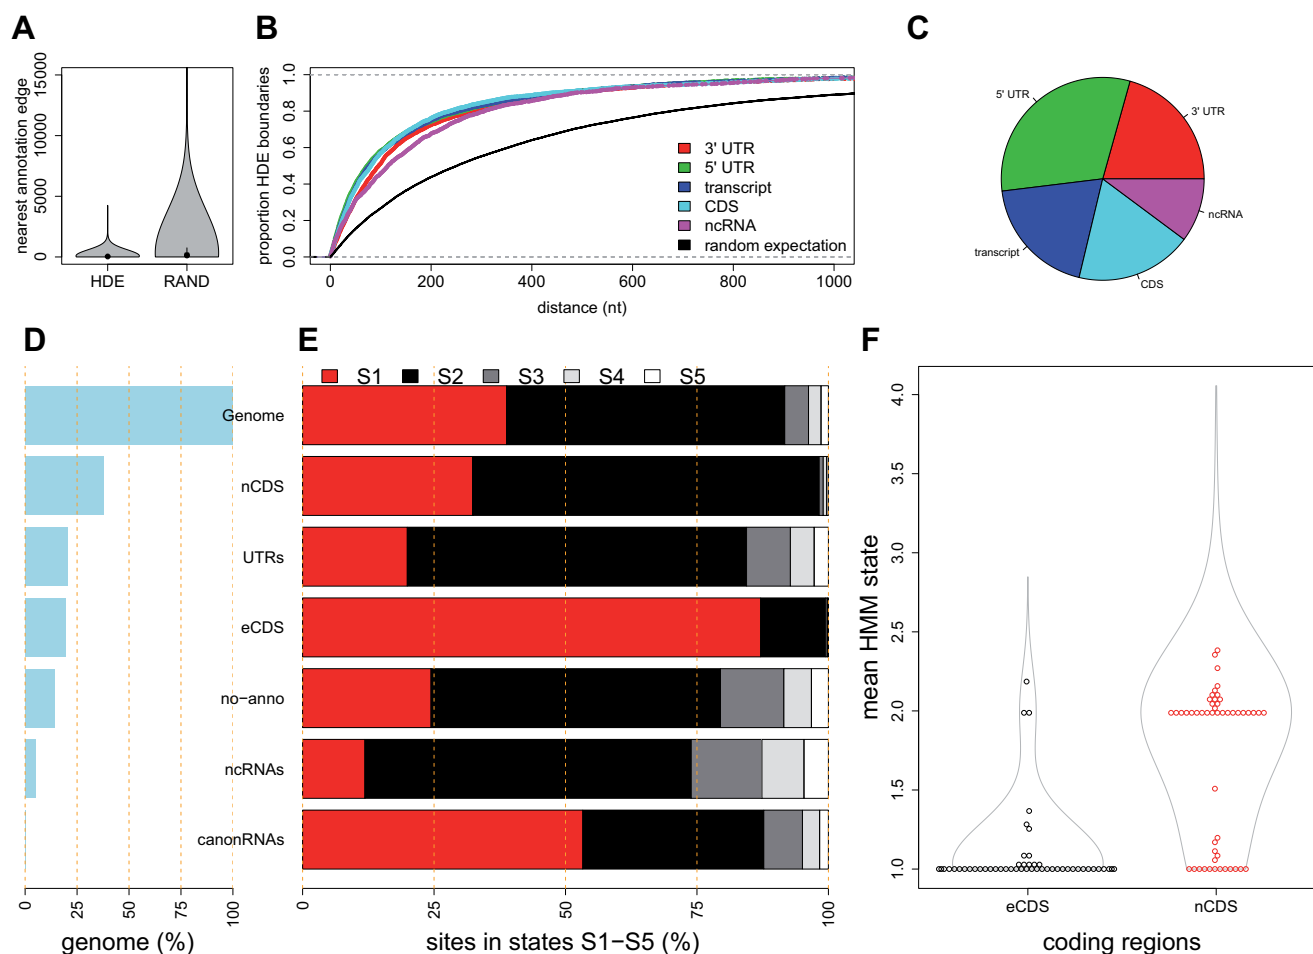 A
nearest annotation edge
15000
10000
5000
0
HDE RAND
B
proportion HDE boundaries
1.0
0.8
0.6
0.4
0.2
0.0
3' UTR
5' UTR
transcript
CDS
ncRNA
random expectation
0 200 400 600 800 1000
distance (nt)
C
5' UTR
3' UTR
ncRNA
transcript
CDS
D
Genome
nCDS
UTRs
eCDS
no−anno
ncRNAs
canonRNAs
0 25 50 75 100
genome (%)
E
S1 S2 S3 S4 S5
0 25 50 75 100
sites in states S1−S5 (%)
F
mean HMM state
4.0
3.5
3.0
2.5
2.0
1.5
1.0
eCDS nCDS
coding regions